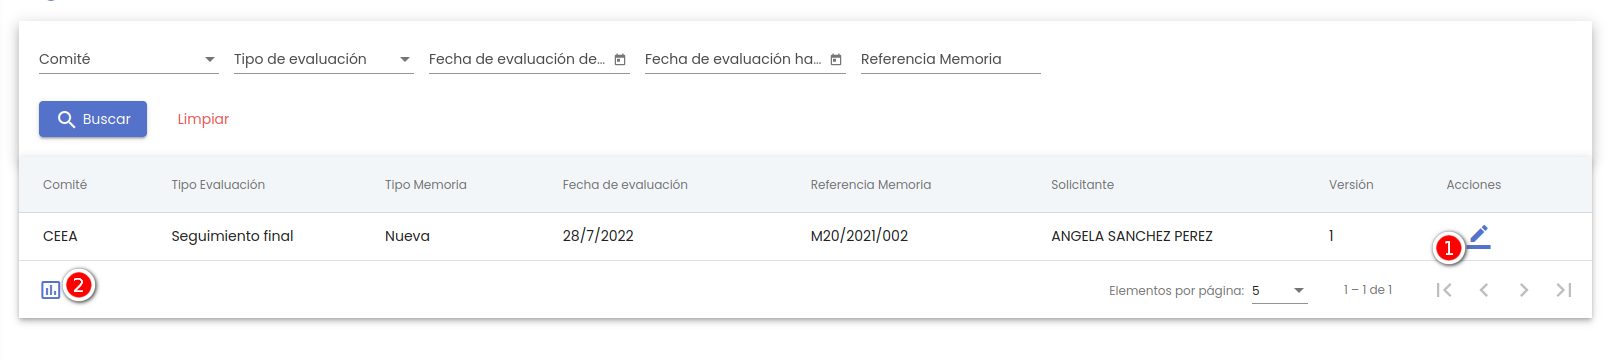 Comité Tipo de evaluación Fecha de evaluación de... Fecha de evaluación ha... Referencia Memoria
Buscar Limpiar
Comité Tipo Evaluación Tipo Memoria Fecha de evaluación Referencia Memoria Solicitante Versión Acciones
CEEA Seguimiento final Nueva 28/7/2022 M20/2021/002 ANGELA SANCHEZ PEREZ 1 1
2 Elementos por página: 5 1 – 1 de 1